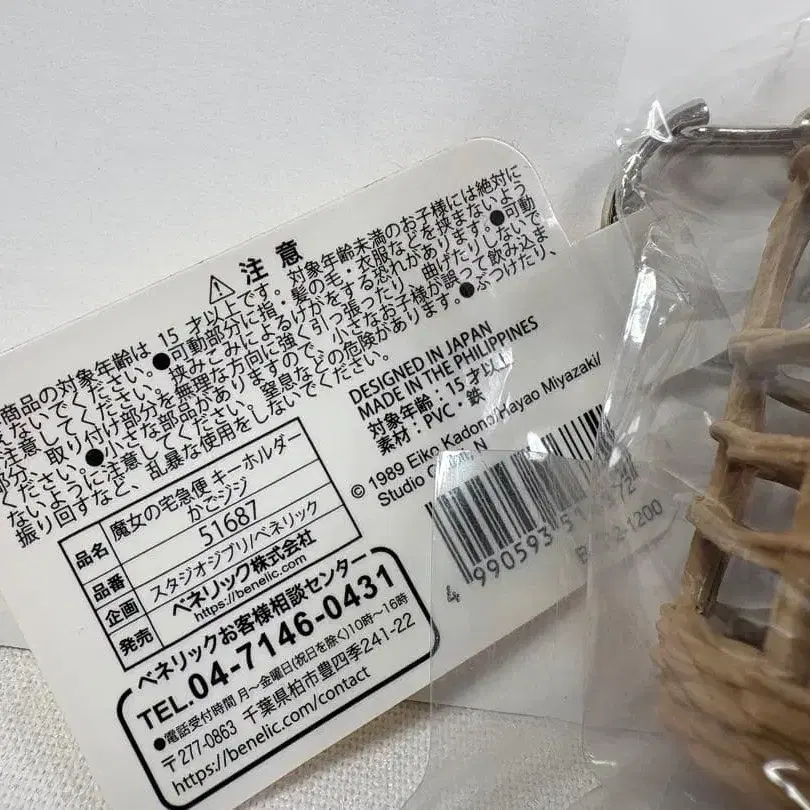 注意
商品の対象年齢は、15 才以上です。対象年齢未満のお子様には絶対に
えないでください。●可動部分に指・髪の毛・衣服などを挟まないよう
注意してください。挟みこみによるけがをする恐れがあります。●可動
部分、取り付け部分を無理な方向に強く引っ張ったり、曲げたりしないで
ください。●小さな部品がありますので、小さなお子様が誤って飲み込ま
ないように注意してください。窒息などの危険があります。●ぶつけたり、
振り回すなど、乱暴な使用をしないでください。
DESIGNED IN JAPAN
MADE IN THE PHILIPPINES
対象年齢:15 才以上
素材:PVC・鉄
© 1989 Eiko Kadono/Hayao Miyazaki/
Studio
品名 魔女の宅急便 キーホルダー
かごジジ
品番 51687
企画 スタジオジブリ/ベネリック
発売 ベネリック株式会社
https://benelic.com
ベネリックお客様相談センター
TEL.04-7146-0431
●電話受付時間 月〜金曜日(祝日を除く)10時〜16時
〒277-0863 千葉県柏市豊四季241-22
https://benelic.com/contact
4 990593 51
2-1200